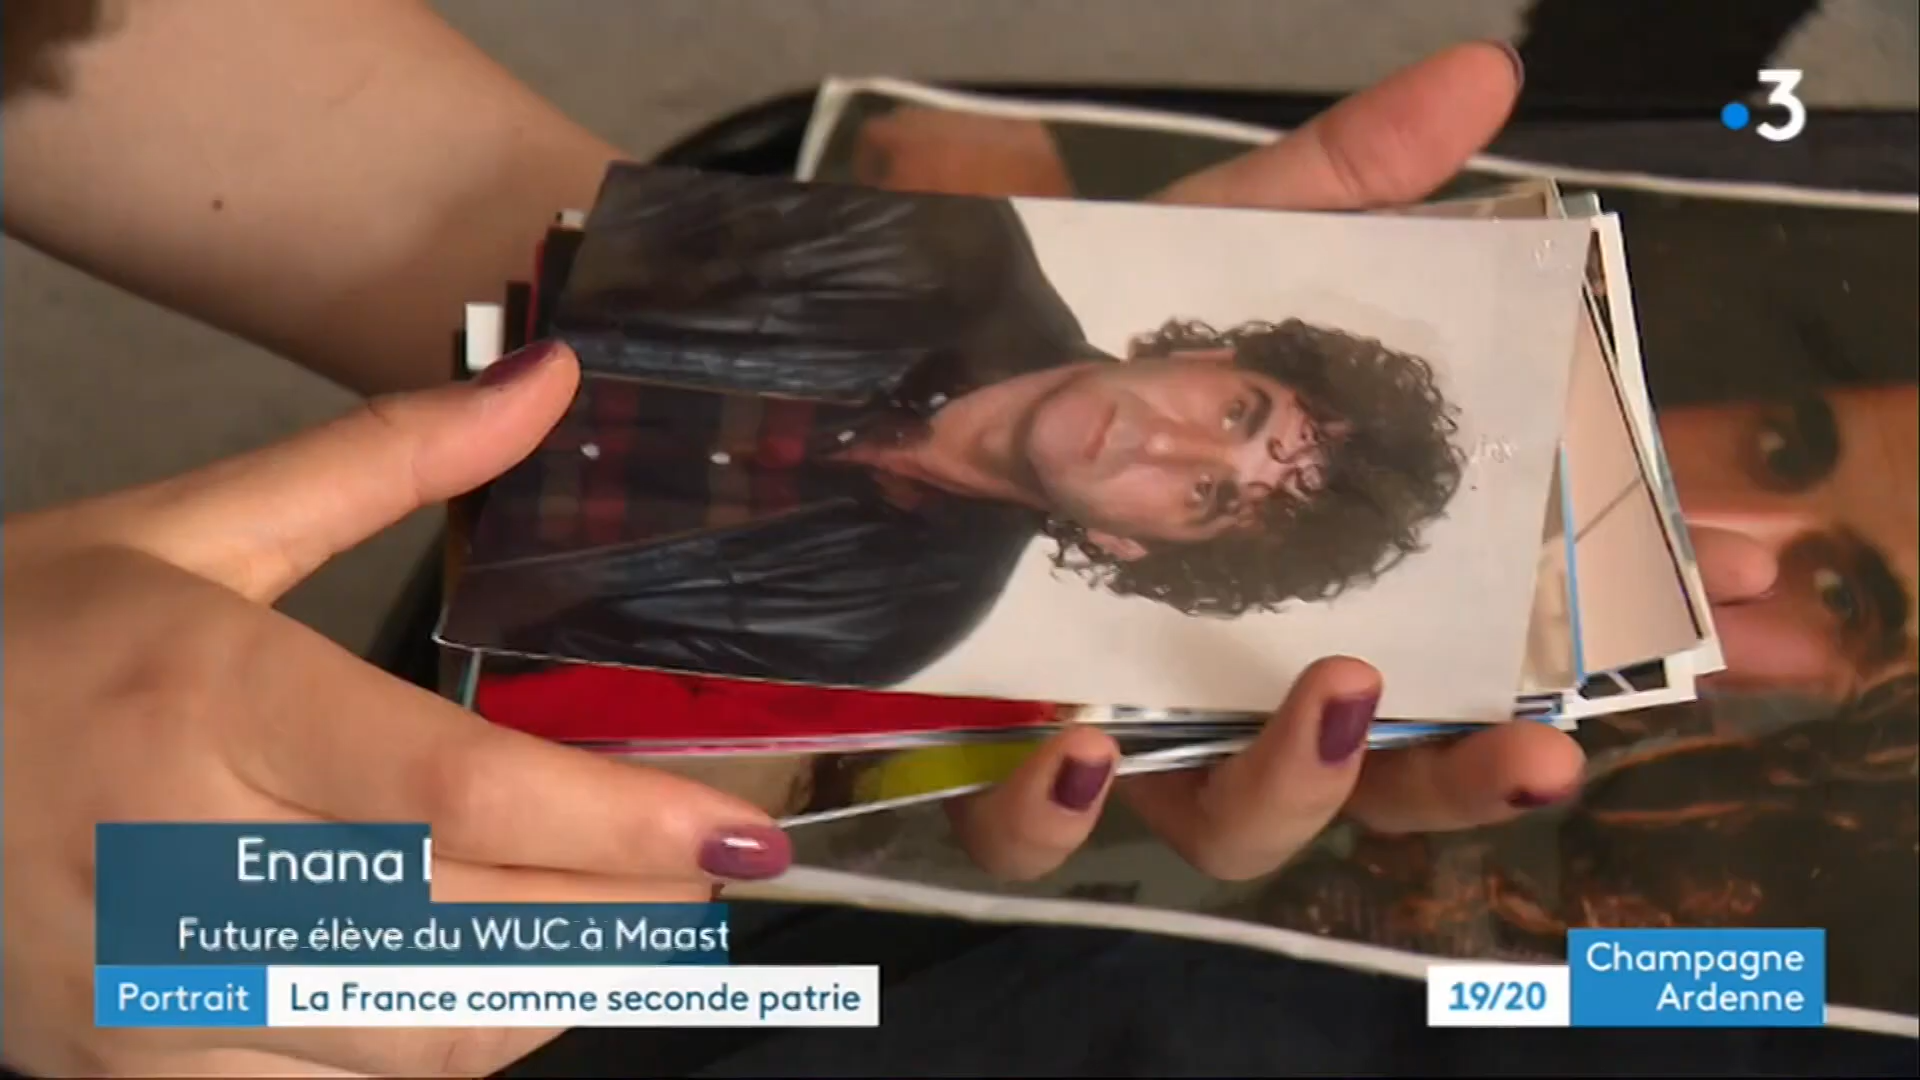 3
Enana
Future élève du WUC à Maast
Portrait
La France comme seconde patrie
19/20
Champagne
Ardenne